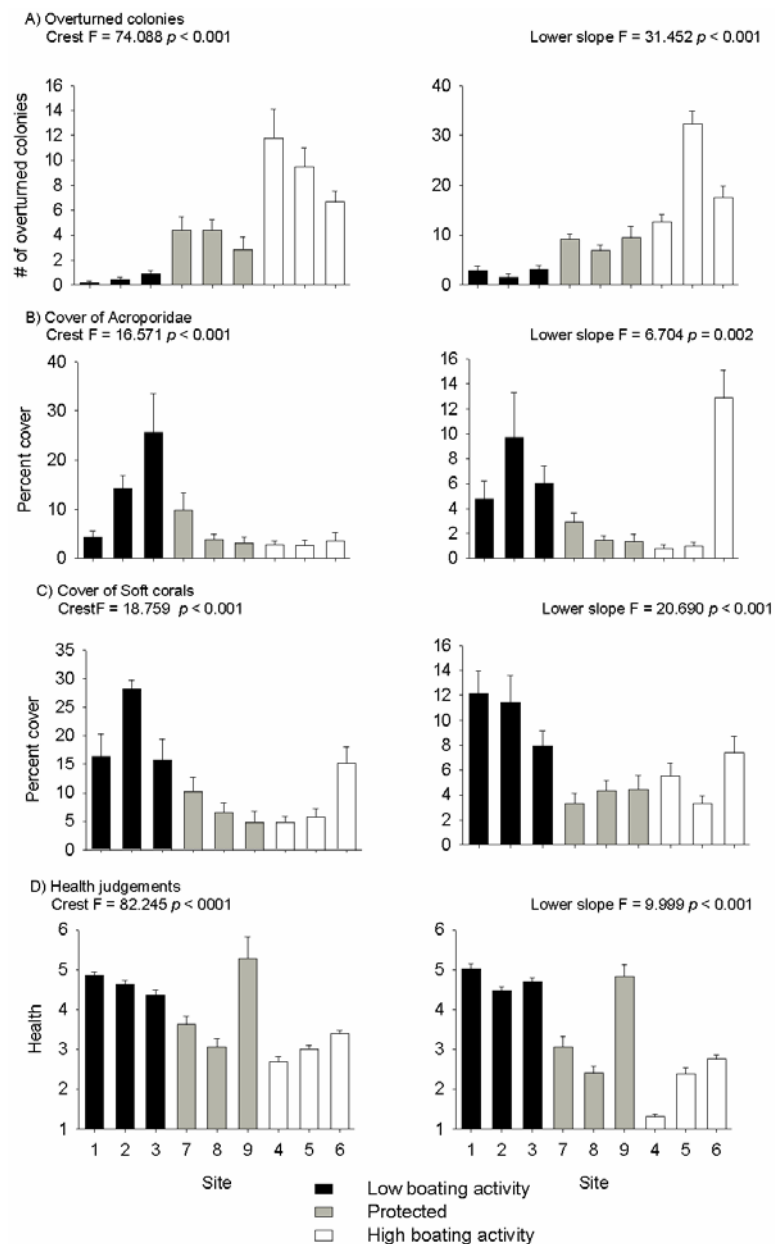 A) Overturned colonies
Crest F = 74.088 p < 0.001
Lower slope F = 31.452 p < 0.001
# of overturned colonies
16
14
12
10
8
6
4
2
0
40
30
20
10
0
B) Cover of Acroporidae
Crest F = 16.571 p < 0.001
Lower slope F = 6.704 p = 0.002
Percent cover
40
30
20
10
0
16
14
12
10
8
6
4
2
0
C) Cover of Soft corals
CrestF = 18.759 p < 0.001
Lower slope F = 20.690 p < 0.001
Percent cover
35
30
25
20
15
10
5
0
16
14
12
10
8
6
4
2
0
D) Health judgements
Crest F = 82.245 p < 0001
Lower slope F = 9.999 p < 0.001
Health
6
5
4
3
2
1
6
5
4
3
2
1
1 2 3 7 8 9 4 5 6
1 2 3 7 8 9 4 5 6
Site
Site
Low boating activity
Protected
High boating activity